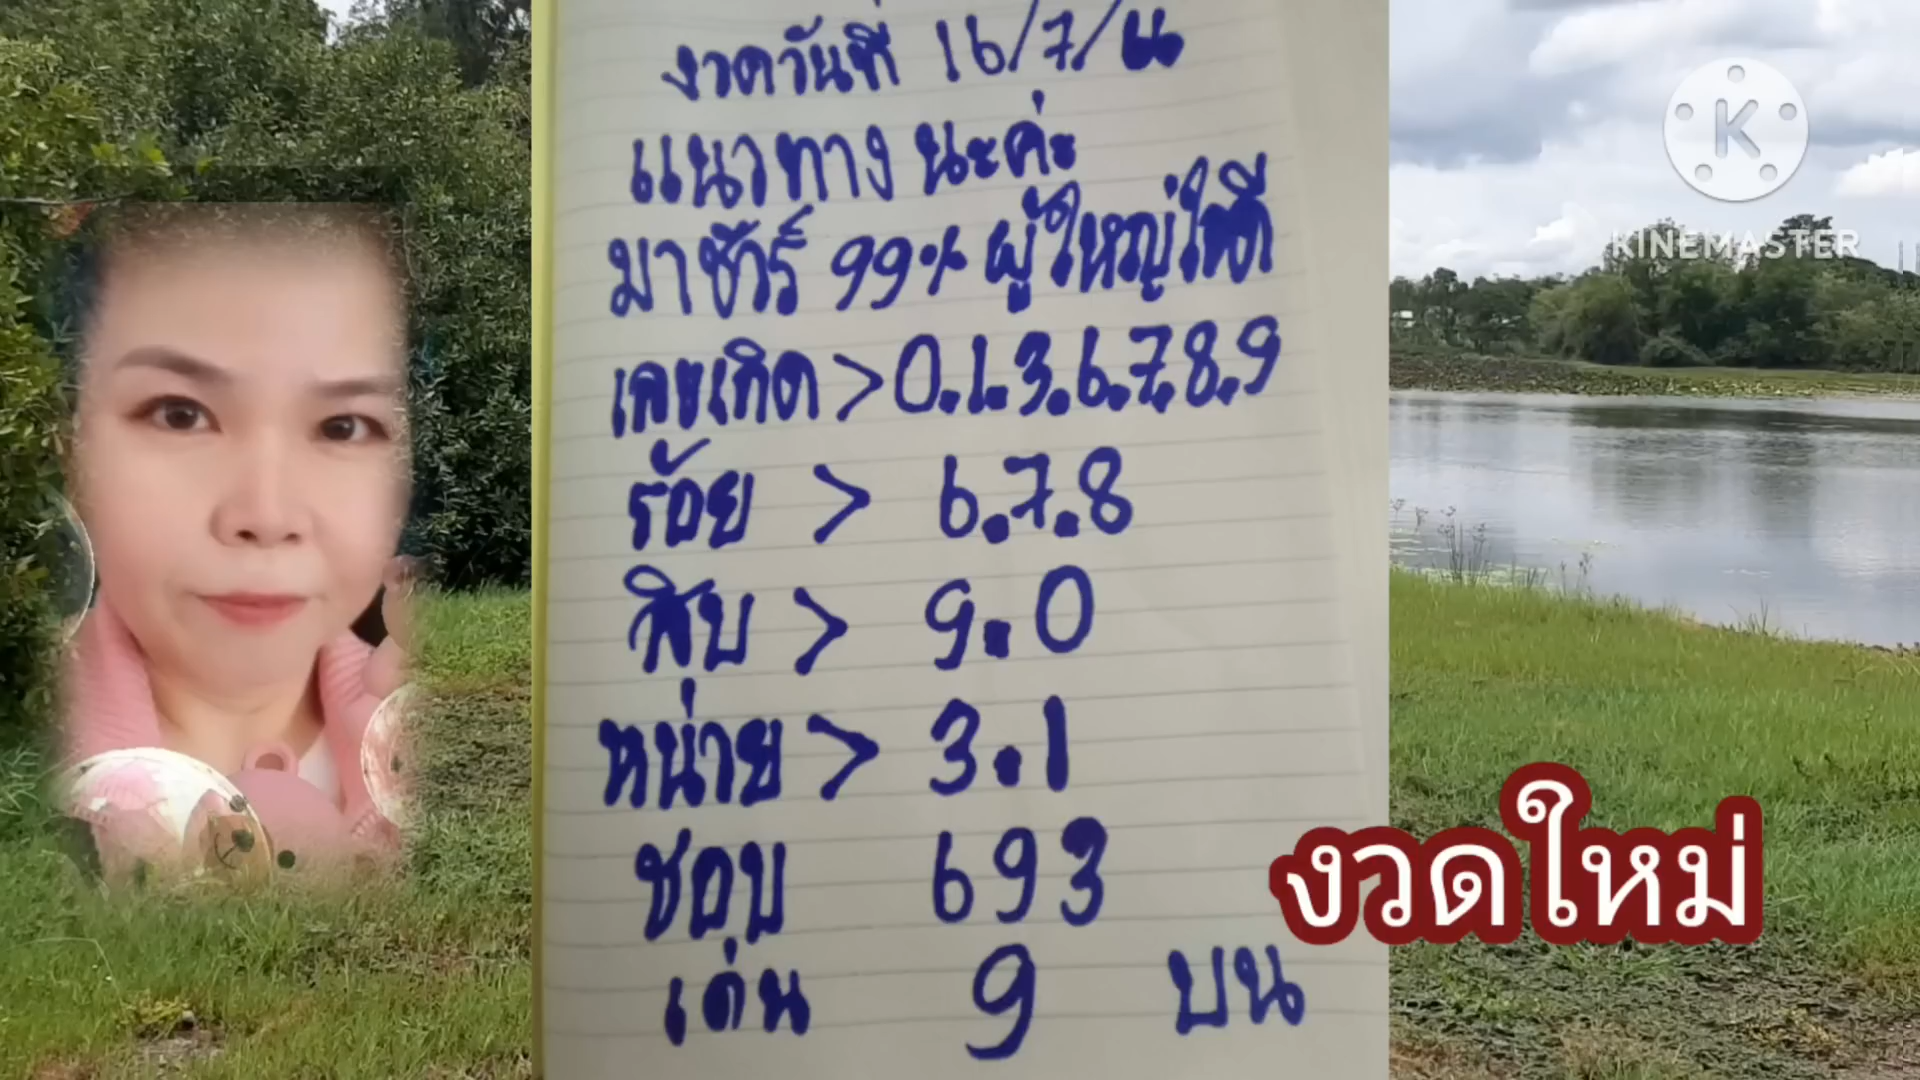 งวดวันที่ 16/7/
แนวทาง นะค่ะ
มาชัวร์ 99% ผู้ใหญ่ใจดี
เลขเกิด > 0.1.3.6.7.8.9
ร้อย > 6.7.8
สิบ > 9.0
หน่วย > 3.1
ชอบ 693
เด่น 9 บน
งวดใหม่
K
KINEMASTER